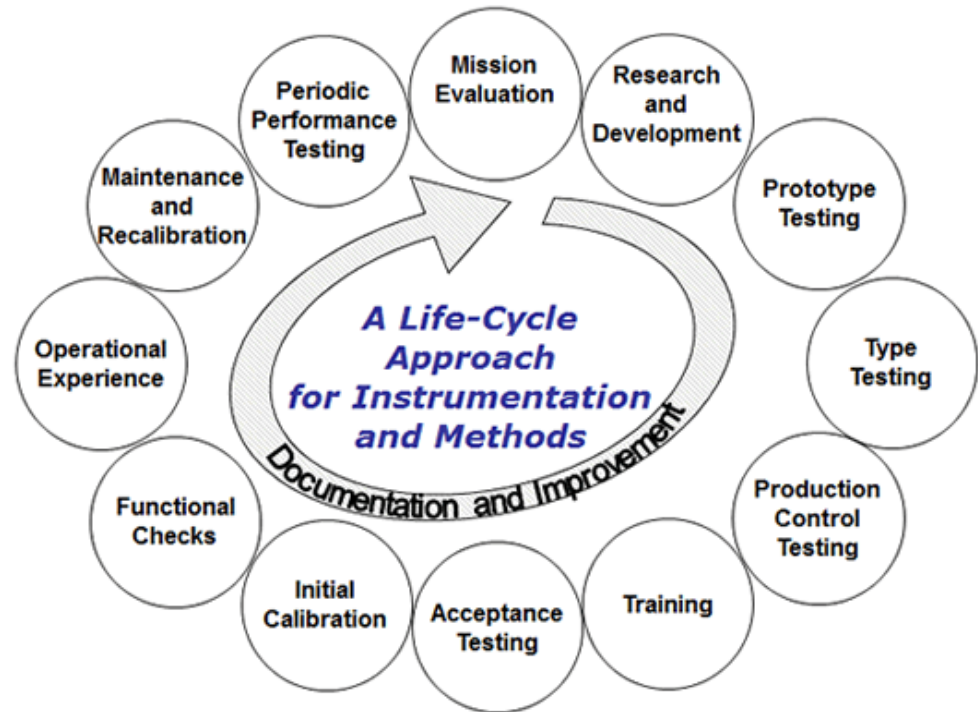 Mission
Evaluation
Research
and
Development
Prototype
Testing
Type
Testing
Production
Control
Testing
Training
Acceptance
Testing
Initial
Calibration
Functional
Checks
Operational
Experience
Maintenance
and
Recalibration
Periodic
Performance
Testing
A Life-Cycle
Approach
for Instrumentation
and Methods
Documentation and Improvement